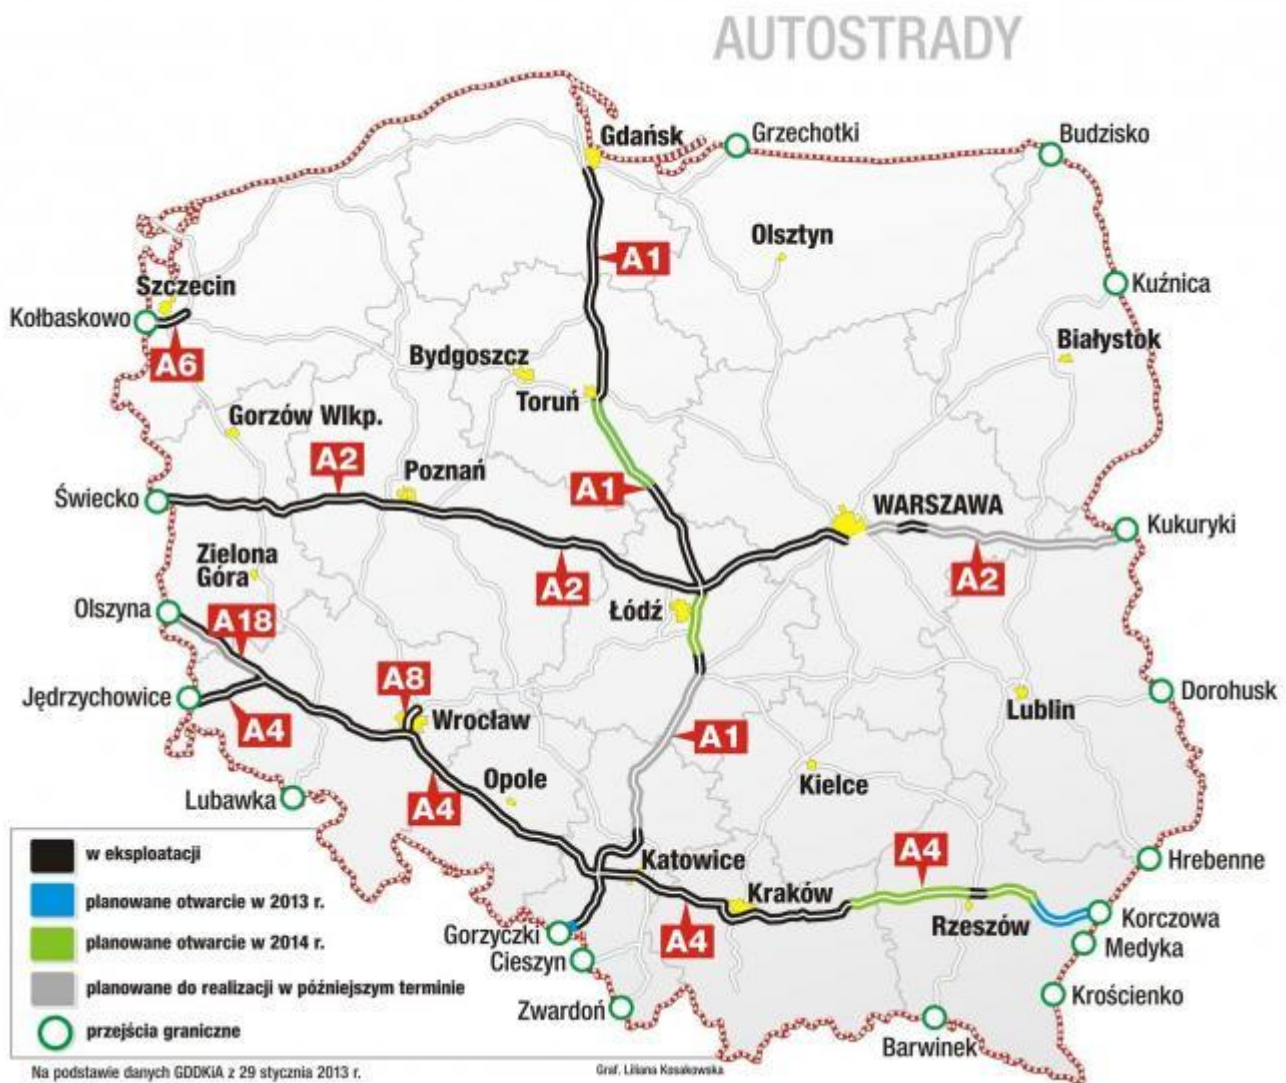 AUTOSTRADY
Gdańsk
Grzechotki
Budzisko
Olsztyn
A1
Kuźnica
Szczecin
Kołbaskowo
A6
Białystok
Bydgoszcz
Toruń
Gorzów Wlkp.
A2
Poznań
A1
Świecko
WARSZAWA
Kukuryki
Zielona
Góra
A2
A2
Olszyna
A18
Łódź
Jędrzychowice
A8
Dorohusk
A4
Wrocław
Lublin
A1
Opole
Kielce
Lubawka
A4
w eksploatacji
Katowice
A4
Hrebenne
planowane otwarcie w 2013 r.
Kraków
Rzeszów
Korczowa
planowane otwarcie w 2014 r.
Gorzyczki
A4
Medyka
Cieszyn
planowane do realizacji w późniejszym terminie
Krościenko
Zwardoń
przejścia graniczne
Barwinek
Na podstawie danych GDDKiA z 29 stycznia 2013 r.
Graf. Liliana Kosakowska